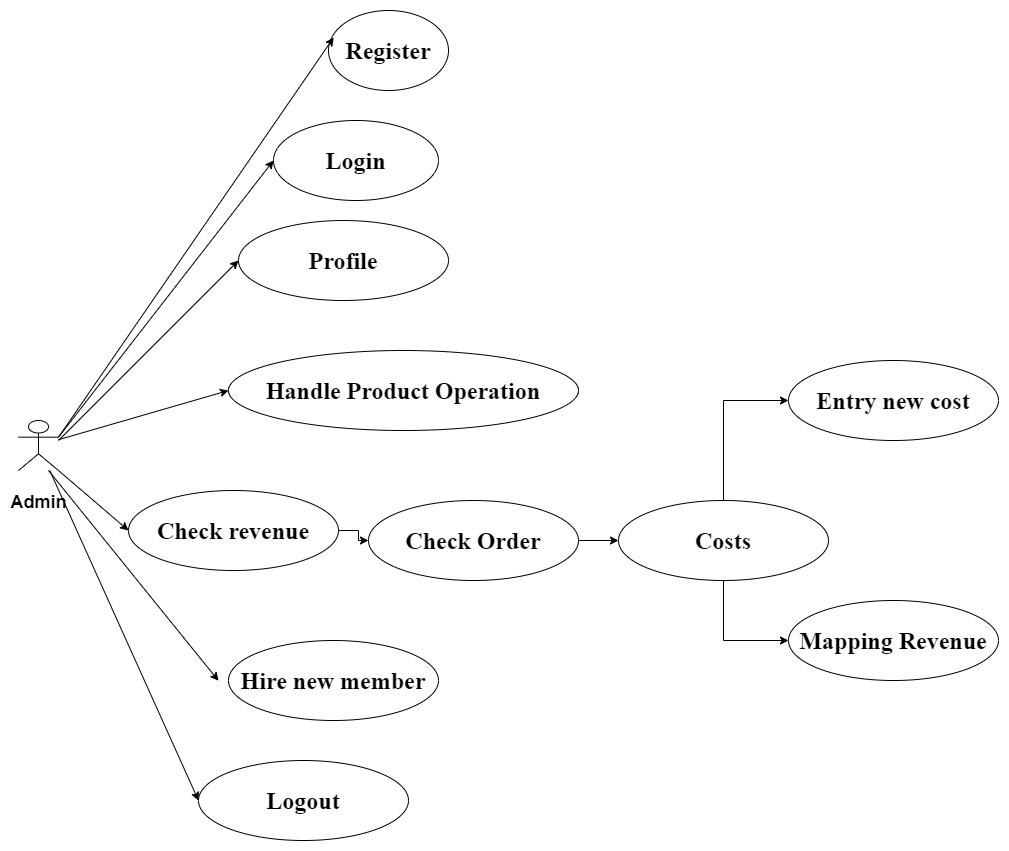 Register
Login
Profile
Handle Product Operation
Entry new cost
Admin
Check revenue
Check Order
Costs
Mapping Revenue
Hire new member
Logout